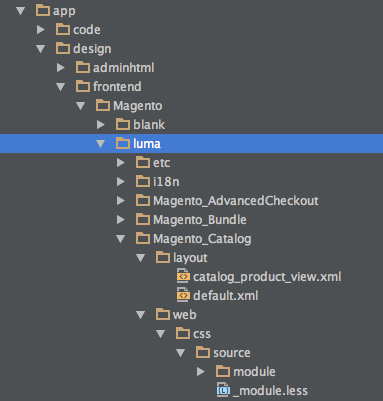 app
code
design
adminhtml
frontend
Magento
blank
luma
etc
i18n
Magento_AdvancedCheckout
Magento_Bundle
Magento_Catalog
layout
catalog_product_view.xml
default.xml
web
css
source
module
_module.less